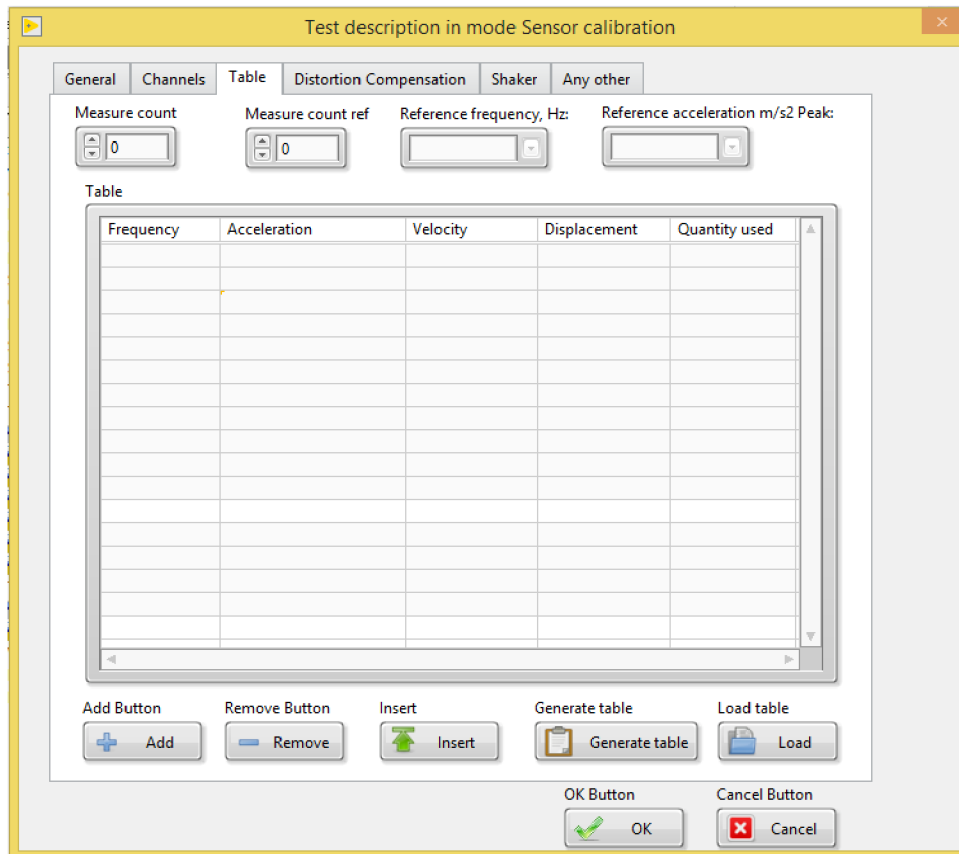 Test description in mode Sensor calibration
General Channels Table Distortion Compensation Shaker Any other
Measure count Measure count ref Reference frequency, Hz: Reference acceleration m/s2 Peak:
0 0
Table
Frequency Acceleration Velocity Displacement Quantity used
Add Button Remove Button Insert Generate table Load table
Add Remove Insert Generate table Load
OK Button Cancel Button
OK Cancel